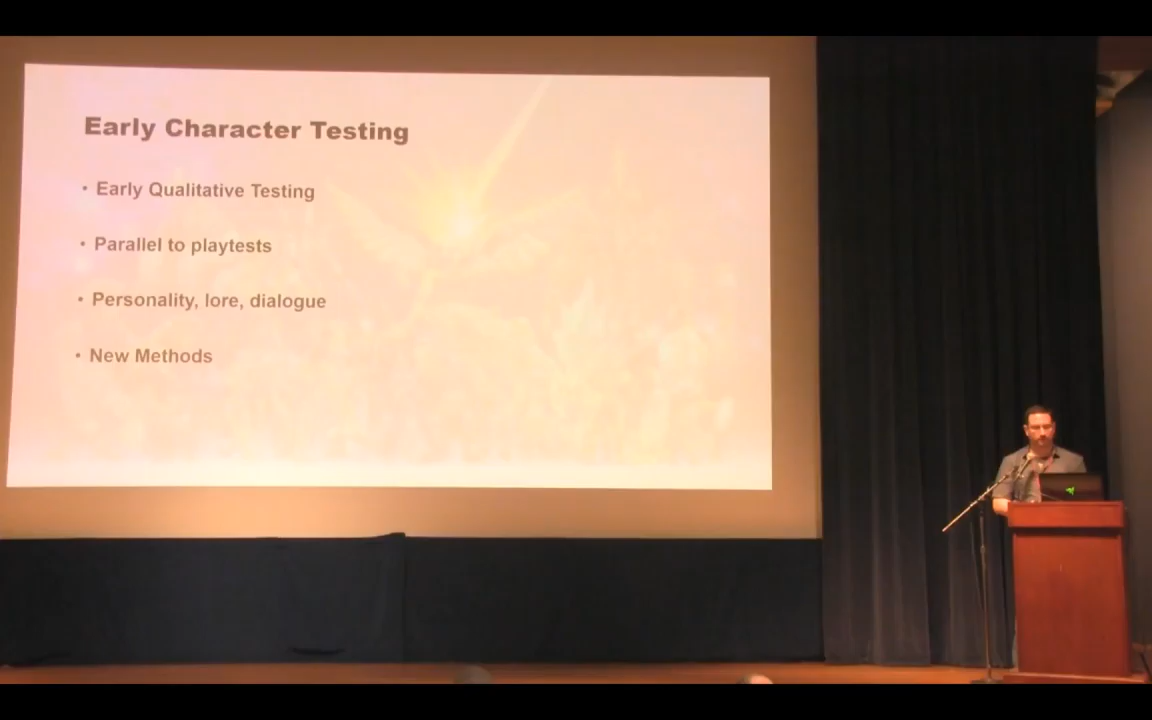 Early Character Testing
• Early Qualitative Testing
• Parallel to playtests
• Personality, lore, dialogue
• New Methods